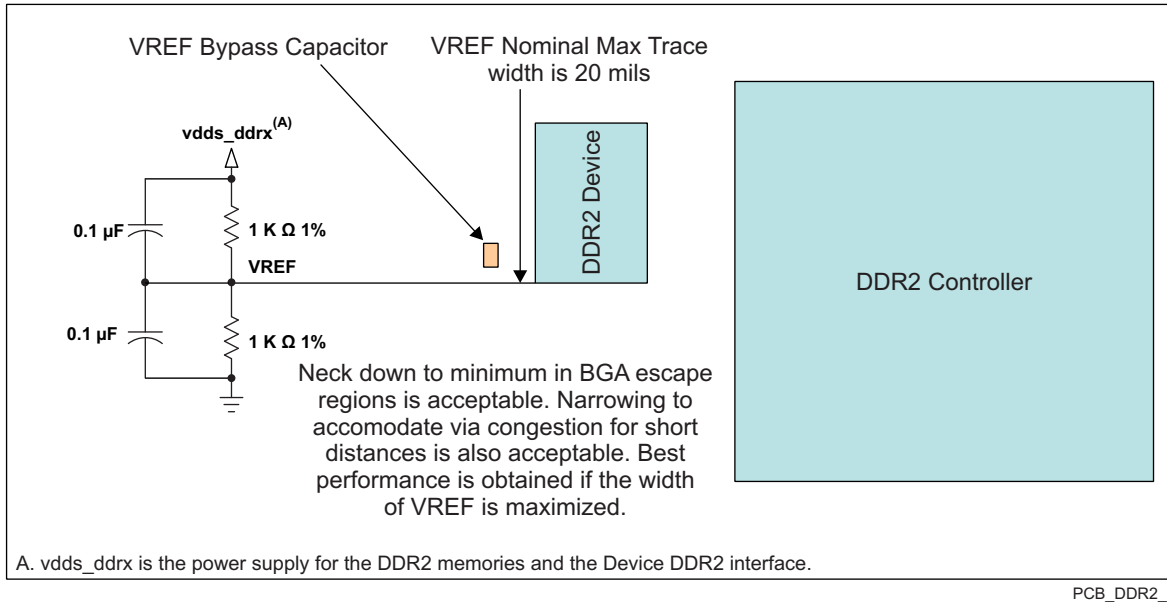 VREF Bypass Capacitor
VREF Nominal Max Trace
width is 20 mils
vdds_ddrx(A)
0.1 µF
1 K Ω 1%
VREF
0.1 µF
1 K Ω 1%
DDR2 Device
DDR2 Controller
Neck down to minimum in BGA escape
regions is acceptable. Narrowing to
accomodate via congestion for short
distances is also acceptable. Best
performance is obtained if the width
of VREF is maximized.
A. vdds_ddrx is the power supply for the DDR2 memories and the Device DDR2 interface.
PCB_DDR2_